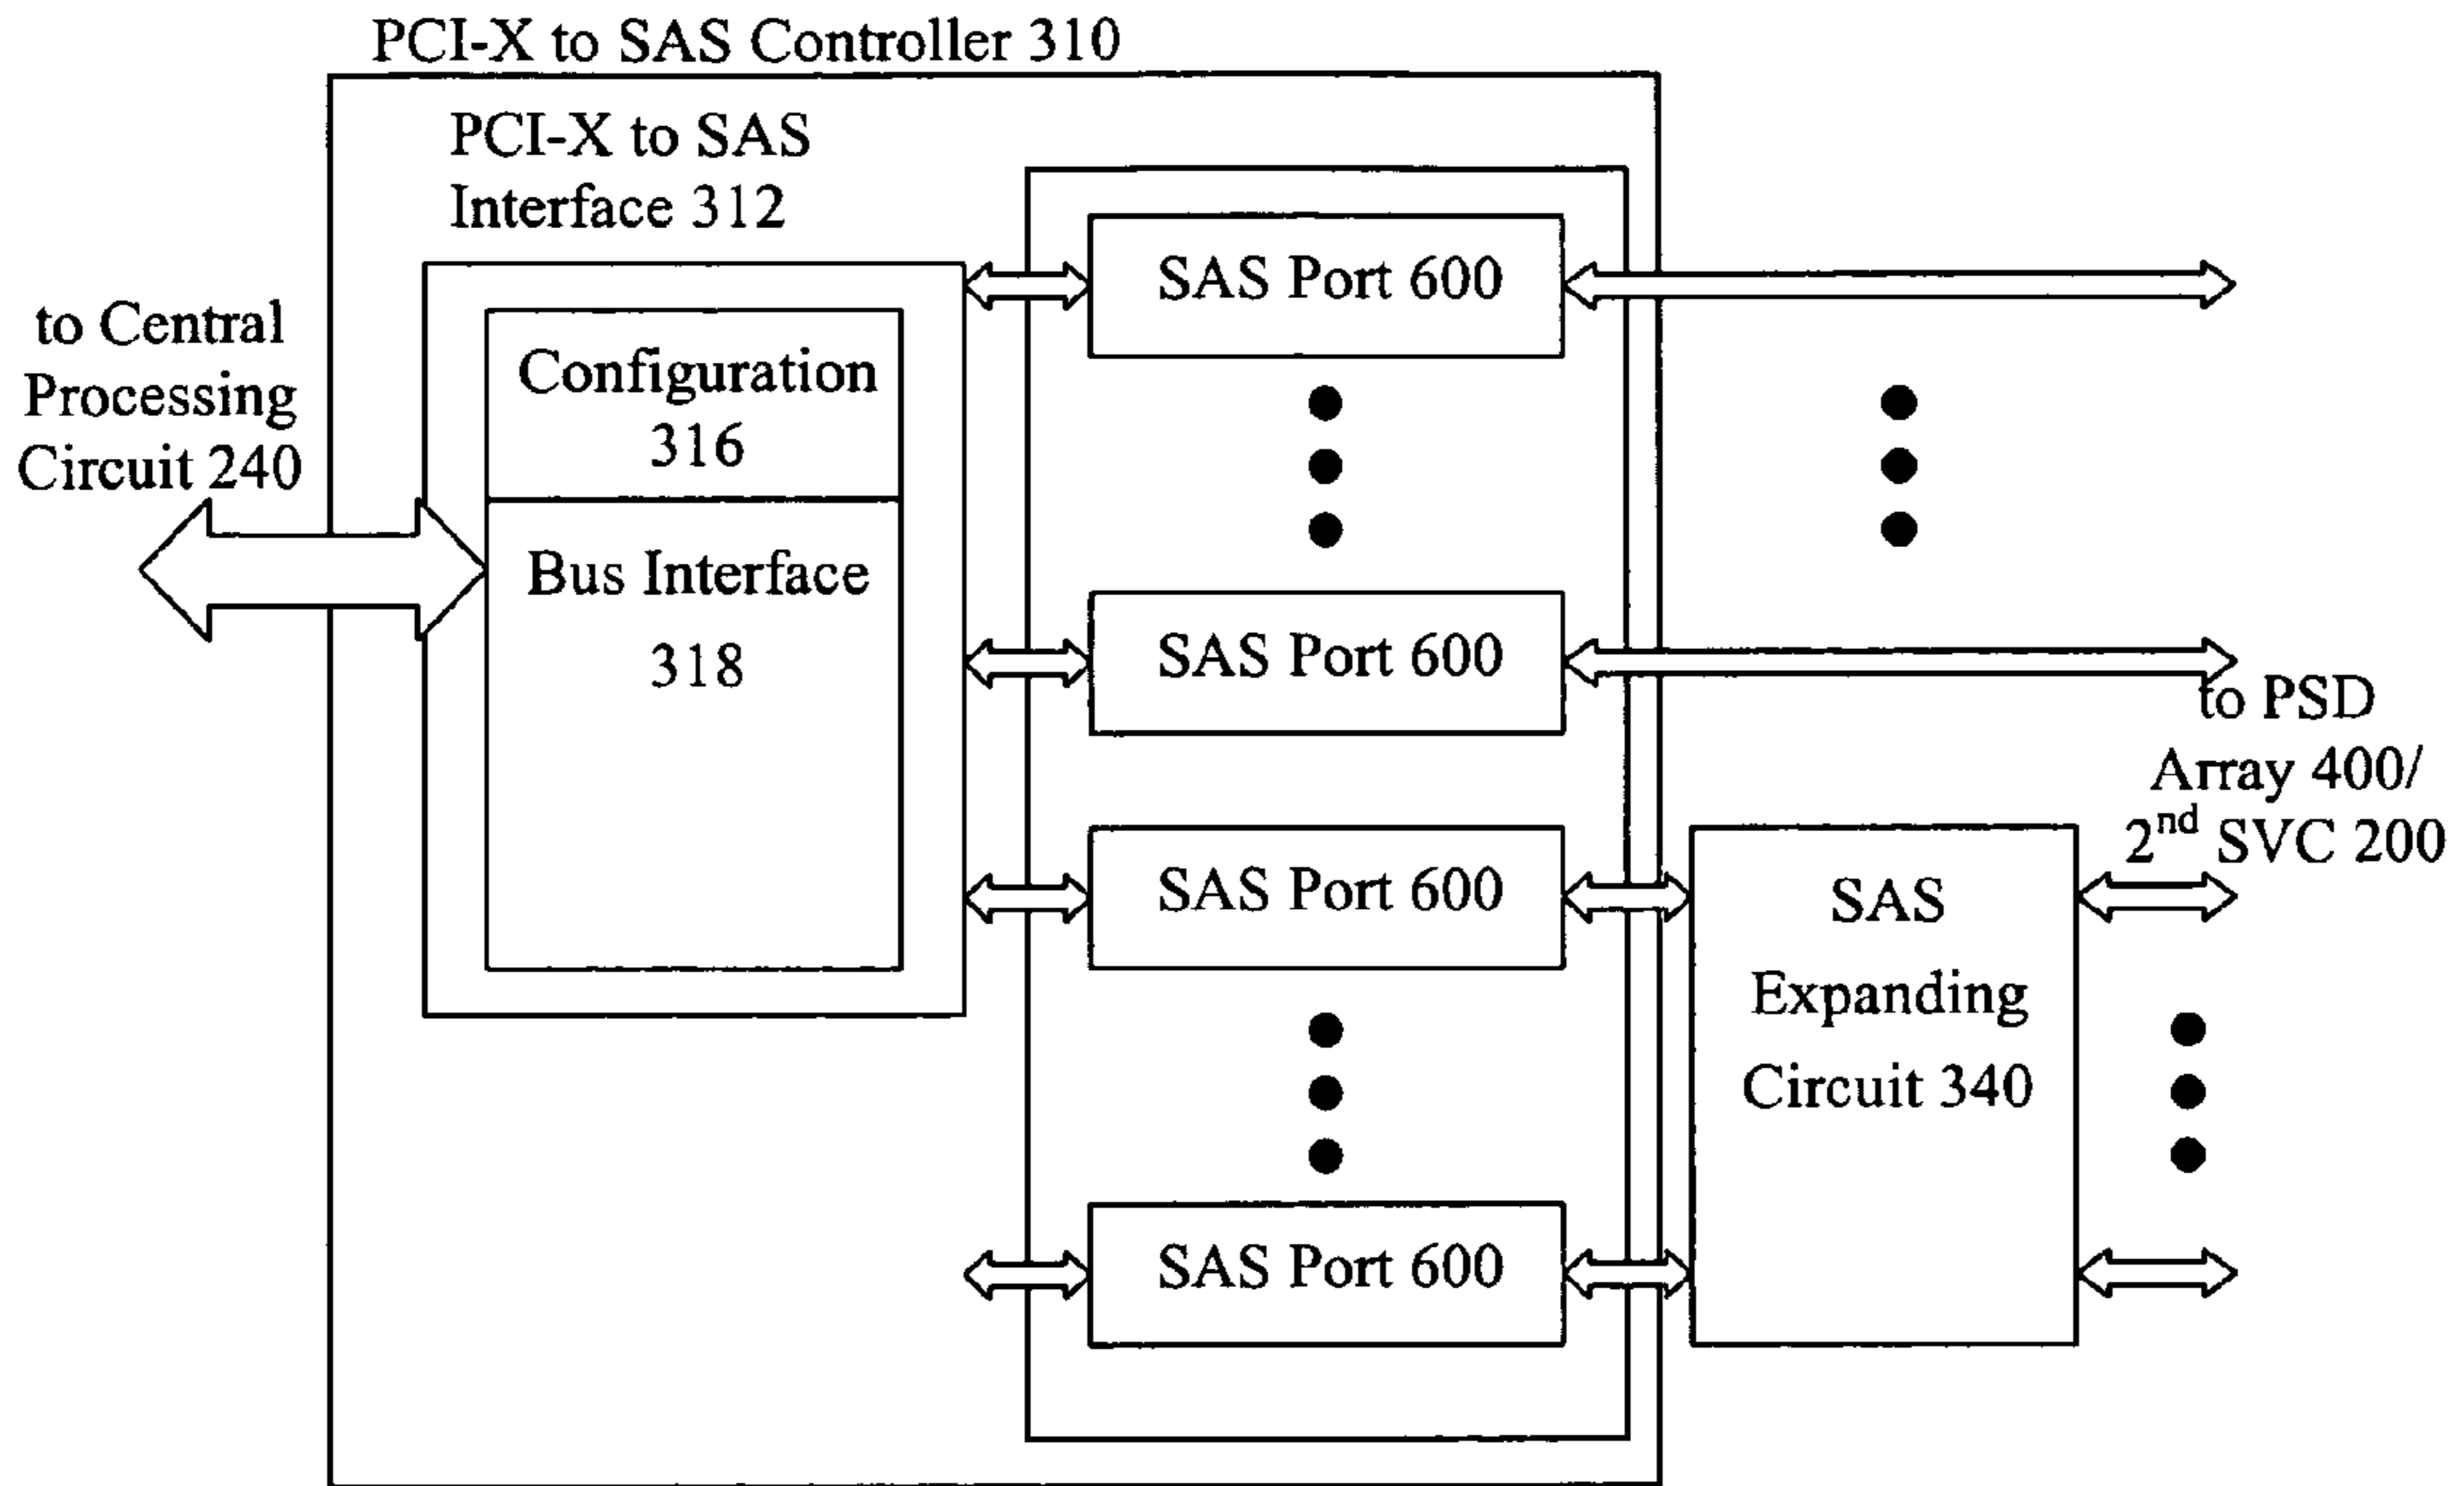 PCI-X to SAS Controller 310
PCI-X to SAS
Interface 312
to Central
Processing
Circuit 240
Configuration
316
Bus Interface
318
SAS Port 600
SAS Port 600
SAS Port 600
SAS Port 600
SAS
Expanding
Circuit 340
to PSD
Array 400/
2nd SVC 200